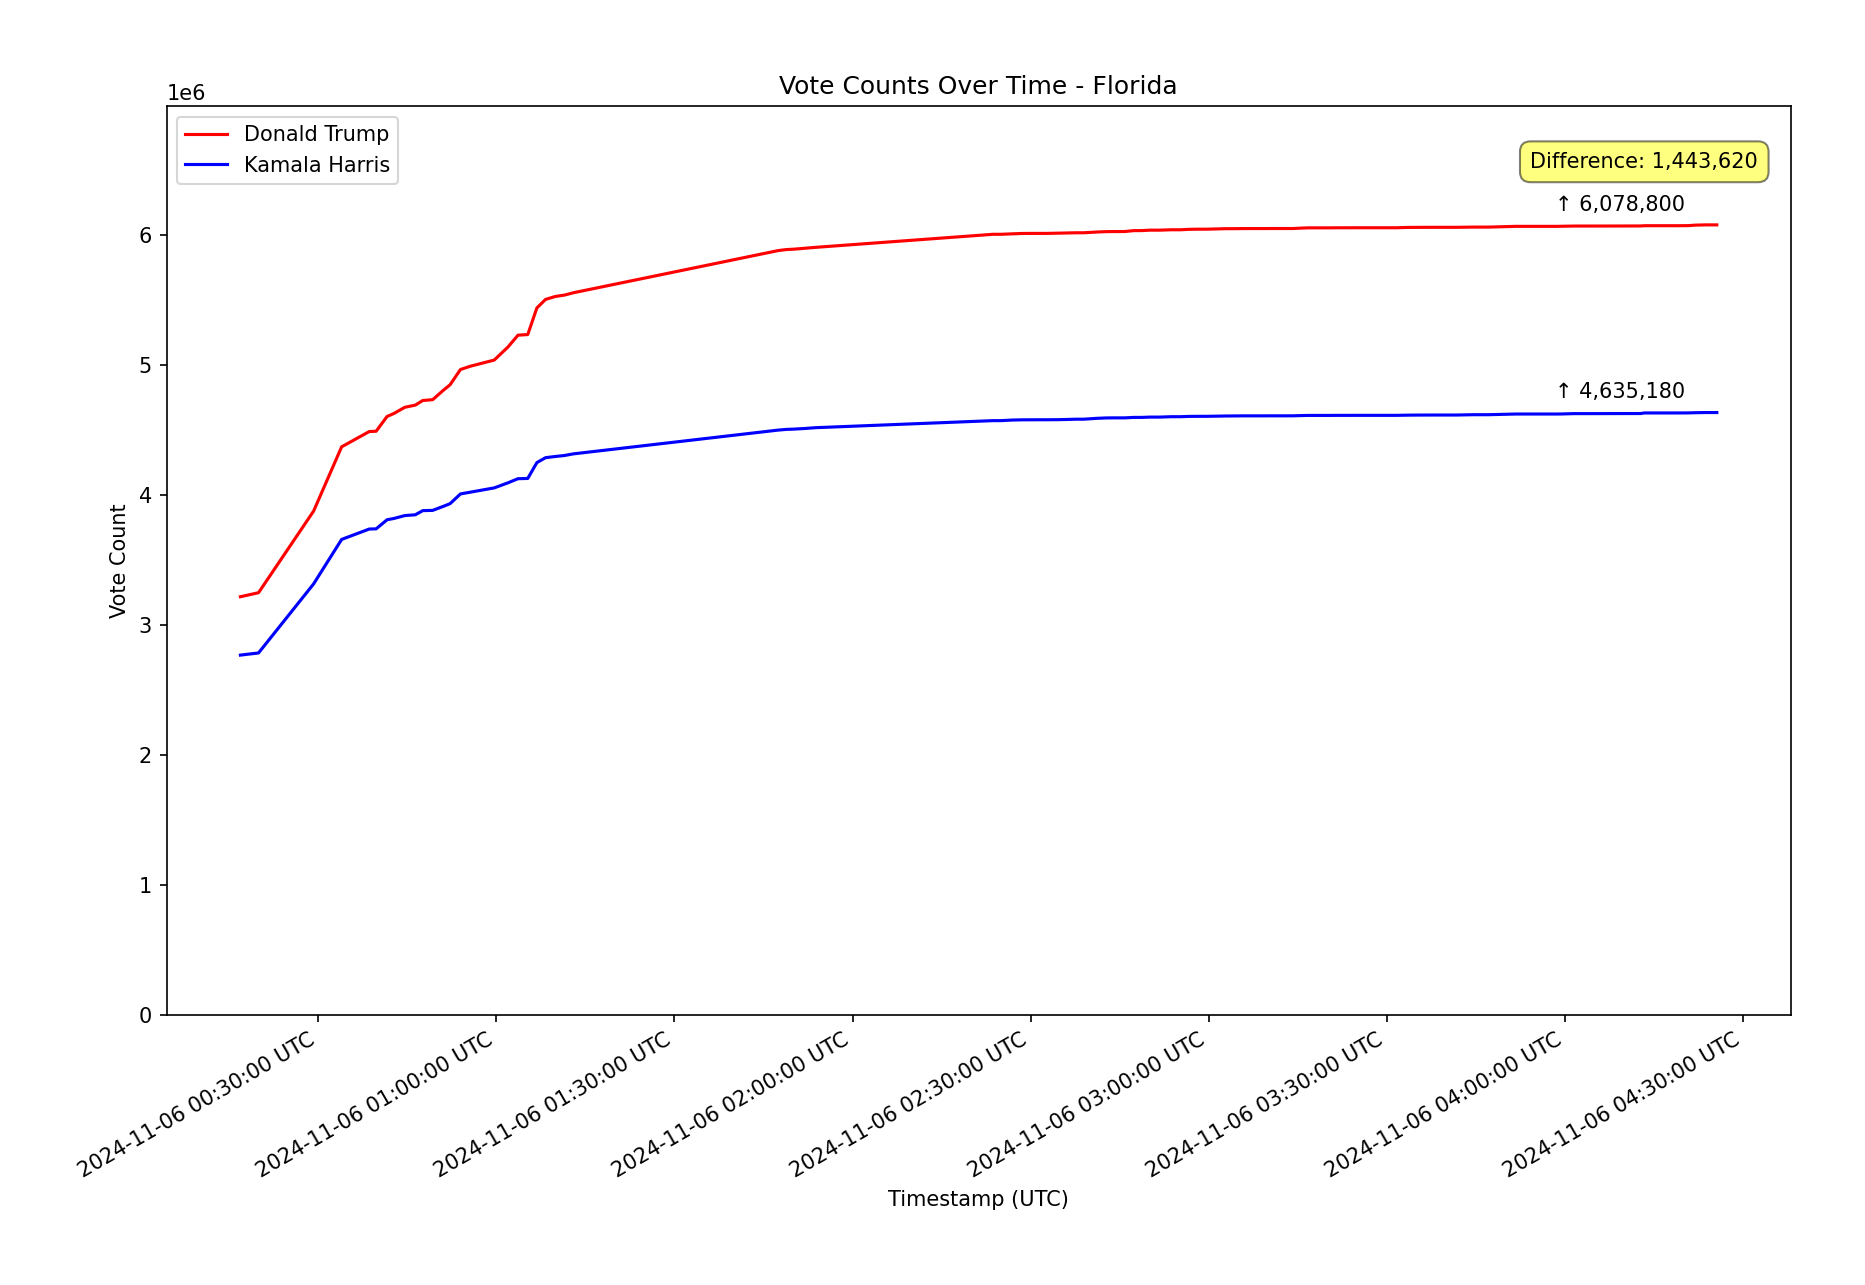 Vote Counts Over Time - Florida
1e6
Donald Trump
Kamala Harris
Difference: 1,443,620
↑ 6,078,800
↑ 4,635,180
Vote Count
6
5
4
3
2
1
0
2024-11-06 00:30:00 UTC
2024-11-06 01:00:00 UTC
2024-11-06 01:30:00 UTC
2024-11-06 02:00:00 UTC
2024-11-06 02:30:00 UTC
2024-11-06 03:00:00 UTC
2024-11-06 03:30:00 UTC
2024-11-06 04:00:00 UTC
2024-11-06 04:30:00 UTC
Timestamp (UTC)